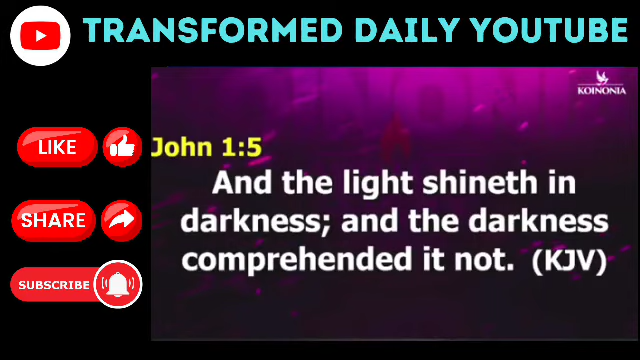 TRANSFORMED DAILY YOUTUBE
KOINONIA
LIKE
John 1:5
And the light shineth in
SHARE
darkness; and the darkness
comprehended it not. (KJV)
SUBSCRIBE